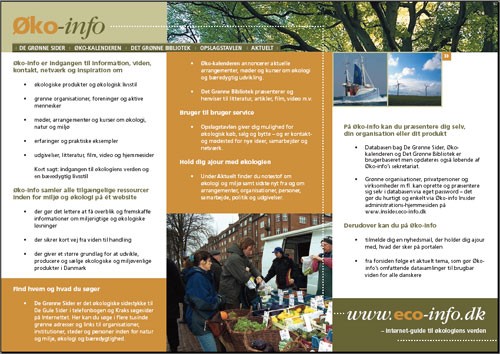 Øko-info
DE GRØNNE SIDER | ØKO-KALENDEREN | DET GRØNNE BIBLIOTEK | OPSLAGSTAVLEN | AKTUELT
Øko-info er indgangen til information, viden,
kontakt, netværk og inspiration om
• økologiske produkter og økologisk livsstil
• grønne organisationer, foreninger og aktive
mennesker
• møder, arrangementer og kurser om økologi,
natur og miljø
• erfaringer og praktiske eksempler
• udgivelser, litteratur, film, video og hjemmesider
Kort sagt: indgangen til økologiens verden og
en bæredygtig livsstil
Øko-info samler alle tilgængelige ressourcer
inden for miljø og økologi på ét website
• der gør det lettere at få overblik og fremskaffe
informationer om miljørigtige og økologiske
løsninger
• der sikrer kort vej fra viden til handling
• der giver et større grundlag for at udvikle,
producere og sælge økologiske og miljøvenlige
produkter i Danmark
Find hvem og hvad du søger
• De Grønne Sider er det økologiske sidestykke til
De Gule Sider i telefonbogen og Kraks søgesider
på Internettet. Her kan du søge i flere tusinde
grønne adresser og links til organisationer,
institutioner, steder og personer inden for natur
og miljø, økologi og bæredygtighed.
• Øko-kalenderen annoncerer aktuelle
arrangementer, møder og kurser om økologi
og bæredygtig udvikling.
• Det Grønne Bibliotek præsenterer og
henviser til litteratur, artikler, film, video m.v.
Bruger til bruger service
• Opslagstavlen giver dig mulighed for
økologisk køb, salg og bytte – og er kontakt-
og mødested for nye ideer, samarbejde og
netværk.
Hold dig ajour med økologien
• Under Aktuelt finder du nonstof om
økologi og miljø samt sidste nyt fra og om
arrangementer, organisationer, personer,
samarbejde, politik og udgivelser.
På Øko-info kan du præsentere dig selv,
din organisation eller dit produkt
• Databasen bag De Grønne Sider, Øko-
kalenderen og Det Grønne Bibliotek er
brugerbaseret men opdateres også løbende af
Øko-info's sekretariat.
• Grønne organisationer, privatpersoner og
virksomheder m.fl. kan oprette og præsentere
sig selv i databasen via eget password – det
gør du hurtigt og enkelt via Øko-info Insider
administrations-hjemmesiden på
www.insider.eco-info.dk
Derudover kan du på Øko-info
• tilmelde dig en nyhedsmail, der holder dig ajour
med, hvad der sker på portalen
• fra forsiden følge et aktuelt tema, som gør Øko-
info's omfattende datasamlinger til brugbar
viden for alle danskere
www.eco-info.dk
– internet-guide til økologiens verden